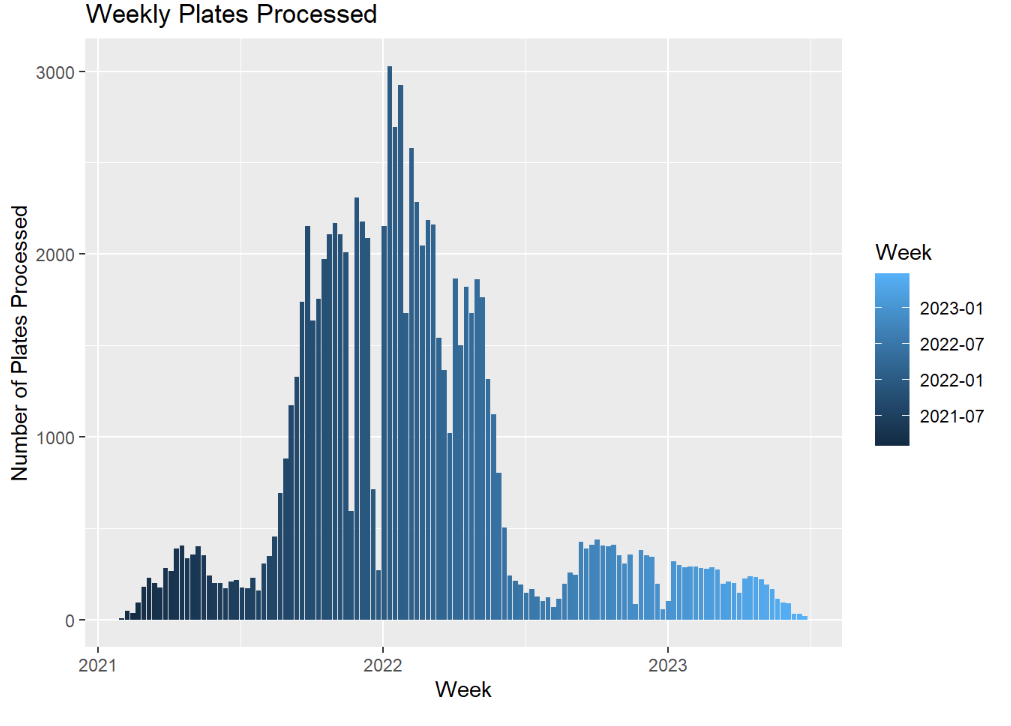 Weekly Plates Processed
Number of Plates Processed
3000
2000
1000
0
2021
2022
2023
Week
Week
2023-01
2022-07
2022-01
2021-07